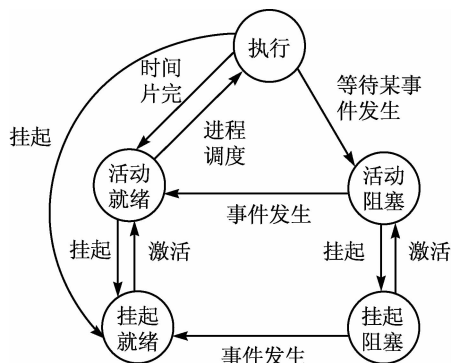 执行
时间
片完
等待某事
件发生
挂起
进程
调度
活动
就绪
事件发生
活动
阻塞
挂起
激活
挂起
激活
挂起
就绪
事件发生
挂起
阻塞